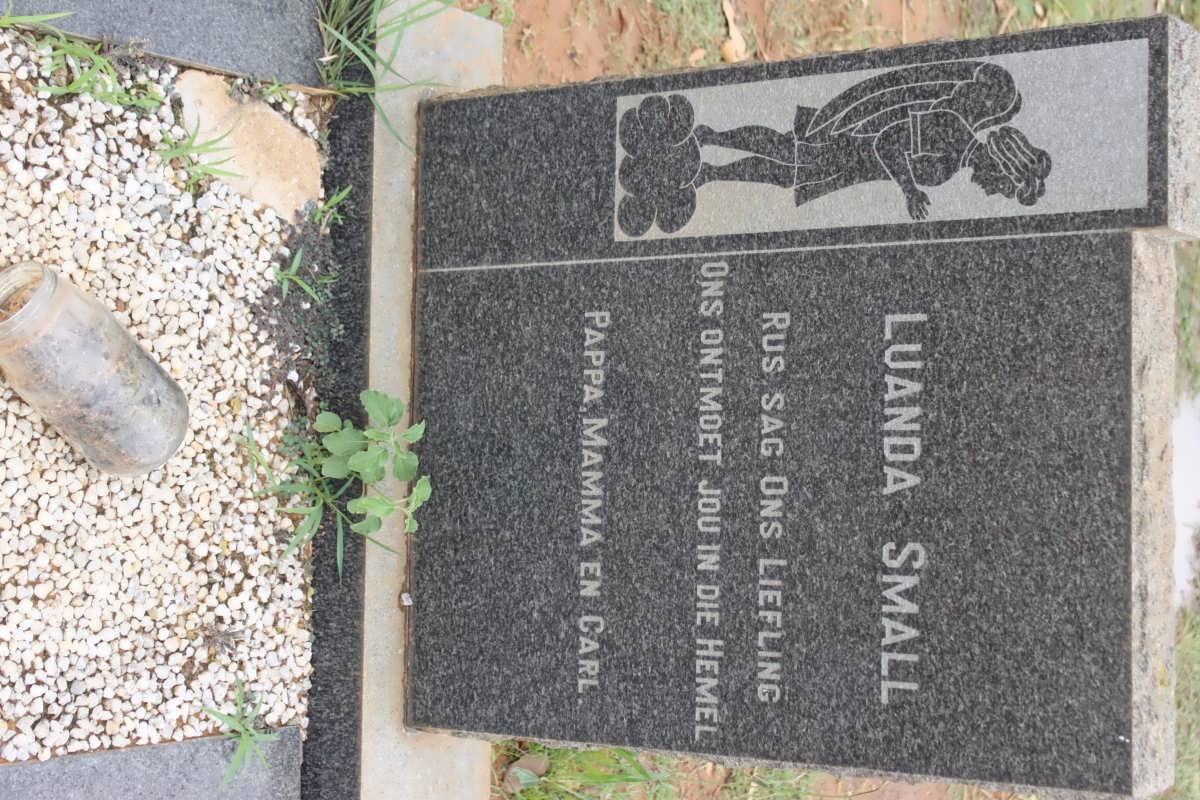 Luanda Small
Rus sag Ons Liefling
Ons ontmoet jou in die Hemel
Pappa, Mamma en Carl.